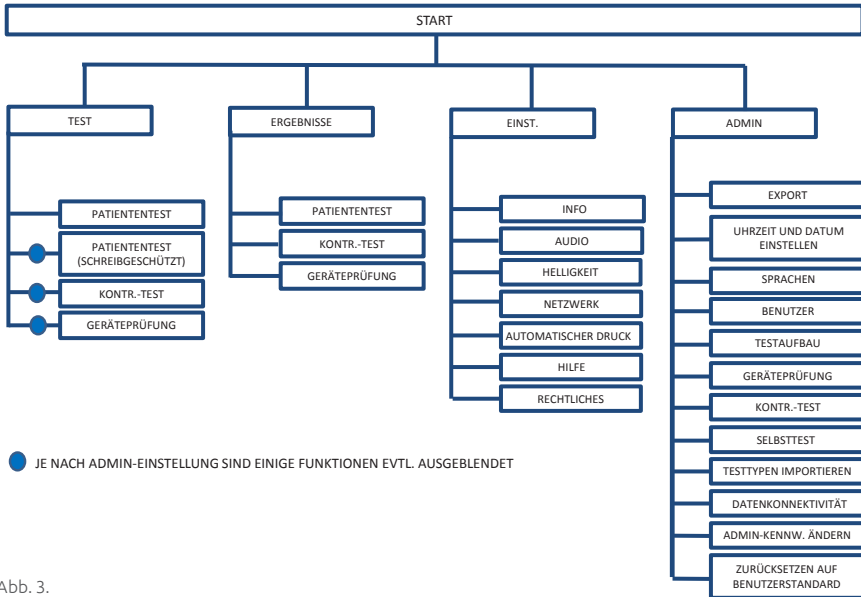 START
TEST
PATIENTENTEST
PATIENTENTEST
(SCHREIBGESCHÜTZT)
KONTR.-TEST
GERÄTEPRÜFUNG
ERGEBNISSE
PATIENTENTEST
KONTR.-TEST
GERÄTEPRÜFUNG
EINST.
INFO
AUDIO
HELLIGKEIT
NETZWERK
AUTOMATISCHER DRUCK
HILFE
RECHTLICHES
ADMIN
EXPORT
UHRZEIT UND DATUM
EINSTELLEN
SPRACHEN
BENUTZER
TESTAUFBAU
GERÄTEPRÜFUNG
KONTR.-TEST
SELBSTTEST
TESTTYPEN IMPORTIEREN
DATENKONNEKTIVITÄT
ADMIN-KENNW. ÄNDERN
ZURÜCKSETZEN AUF
BENUTZERSTANDARD
JE NACH ADMIN-EINSTELLUNG SIND EINIGE FUNKTIONEN EVTL. AUSGEBLENDET
Abb. 3.